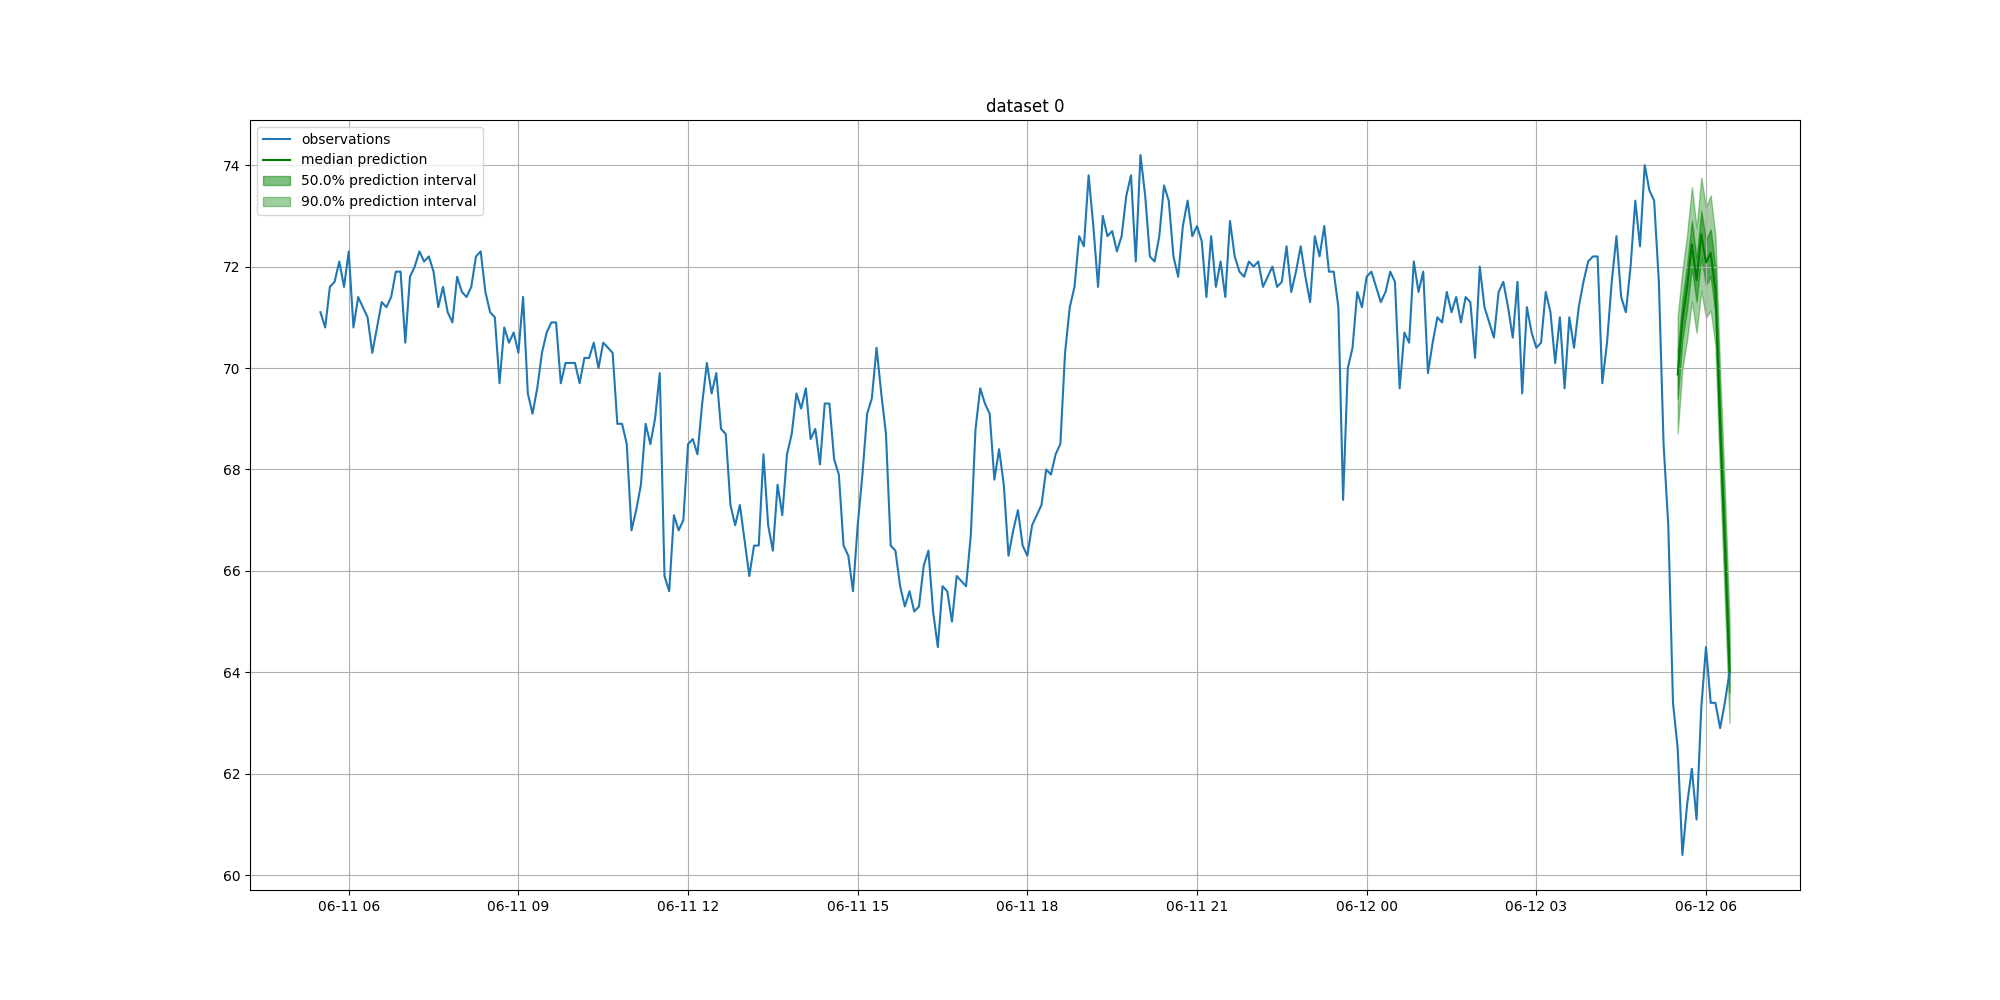 dataset 0
observations
median prediction
50.0% prediction interval
90.0% prediction interval
74
72
70
68
66
64
62
60
06-11 06 06-11 09 06-11 12 06-11 15 06-11 18 06-11 21 06-12 00 06-12 03 06-12 06